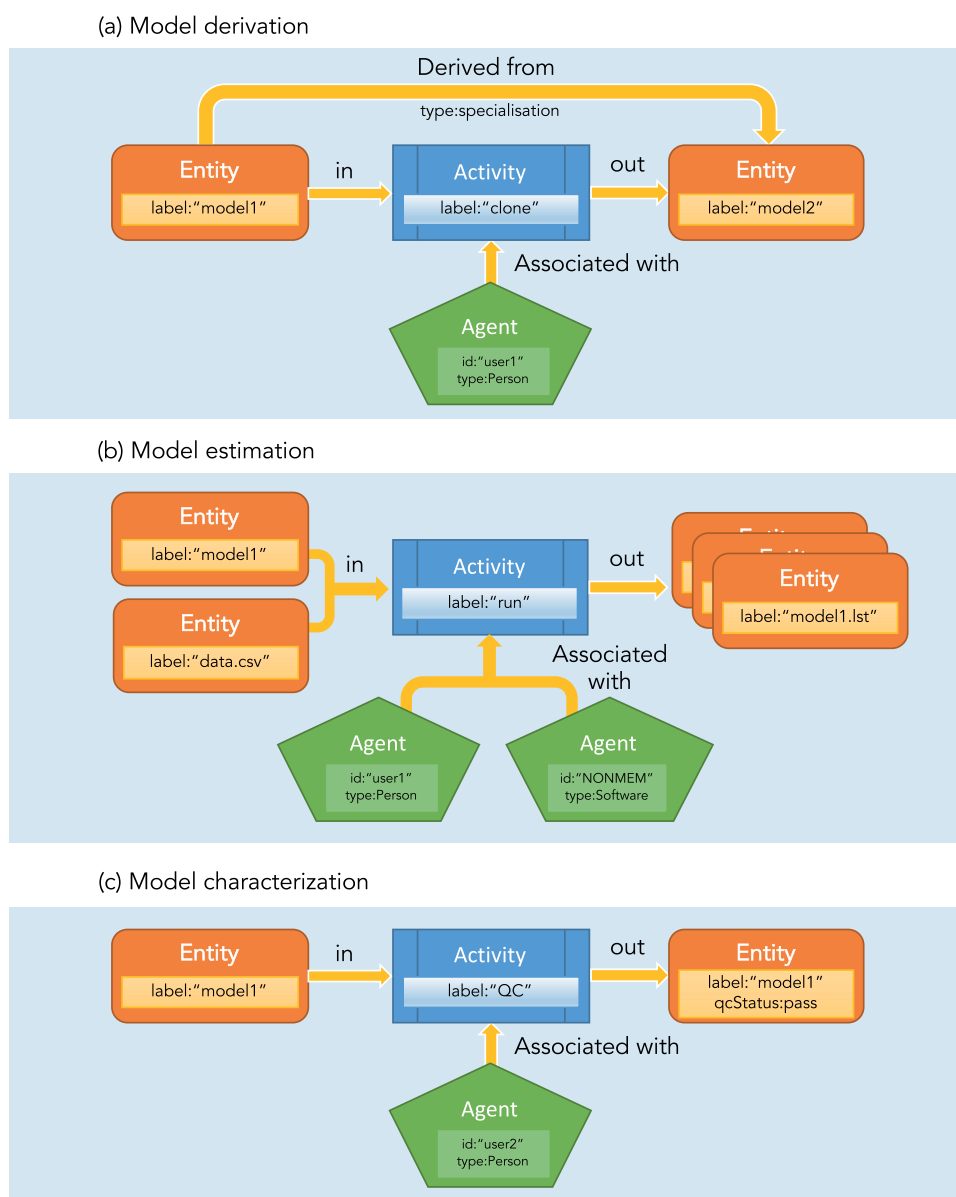 (a) Model derivation
Derived from
type:specialisation
Entity
label:“model1”
in
Activity
label:“clone”
out
Entity
label:“model2”
Associated with
Agent
id:“user1”
type:Person
(b) Model estimation
Entity
label:“model1”
Entity
label:“data.csv”
in
Activity
label:“run”
out
Entity
Entity
Entity
label:“model1.lst”
Associated
with
Agent
id:“user1”
type:Person
Agent
id:“NONMEM”
type:Software
(c) Model characterization
Entity
label:“model1”
in
Activity
label:“QC”
out
Entity
label:“model1”
qcStatus:pass
Associated with
Agent
id:“user2”
type:Person